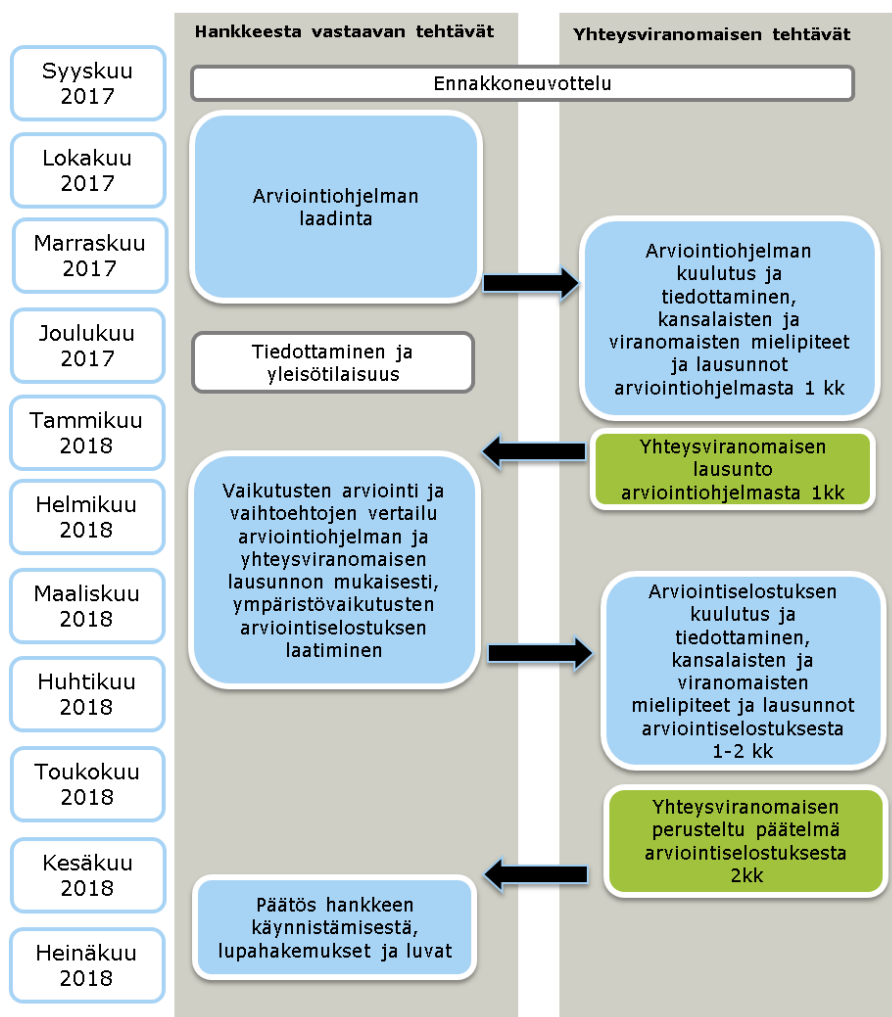 Hankkeesta vastaavan tehtävät
Yhteysviranomaisen tehtävät
Syyskuu
2017
Ennakkoneuvottelu
Lokakuu
2017
Arviointiohjelman
laadinta
Marraskuu
2017
Arviointiohjelman
kuulutus ja
tiedottaminen,
kansalaisten ja
viranomaisten mielipiteet
ja lausunnot
arviointiohjelmasta 1 kk
Joulukuu
2017
Tiedottaminen ja
yleisötilaisuus
Tammikuu
2018
Yhteysviranomaisen
lausunto
arviointiohjelmasta 1kk
Helmikuu
2018
Vaikutusten arviointi ja
vaihtoehtojen vertailu
arviointiohjelman ja
yhteysviranomaisen
lausunnon mukaisesti,
ympäristövaikutusten
arviointiselostuksen
laatiminen
Maaliskuu
2018
Arviointiselostuksen
kuulutus ja
tiedottaminen,
kansalaisten ja
viranomaisten
mielipiteet ja lausunnot
arviointiselostuksesta
1-2 kk
Huhtikuu
2018
Toukokuu
2018
Yhteysviranomaisen
perusteltu päätelmä
arviointiselostuksesta
2kk
Kesäkuu
2018
Päätös hankkeen
käynnistämisestä,
lupahakemukset ja luvat
Heinäkuu
2018